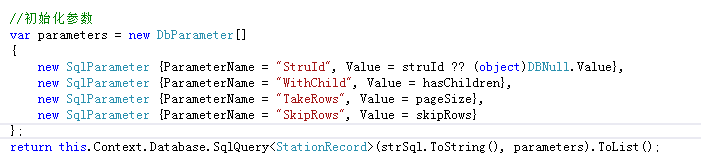 //初始化参数
var parameters = new DbParameter[]
{
    new SqlParameter {ParameterName = "StruId", Value = struId ?? (object)DBNull.Value},
    new SqlParameter {ParameterName = "WithChild", Value = hasChildren},
    new SqlParameter {ParameterName = "TakeRows", Value = pageSize},
    new SqlParameter {ParameterName = "SkipRows", Value = skipRows}
};
return this.Context.Database.SqlQuery<StationRecord>(strSql.ToString(), parameters).ToList();